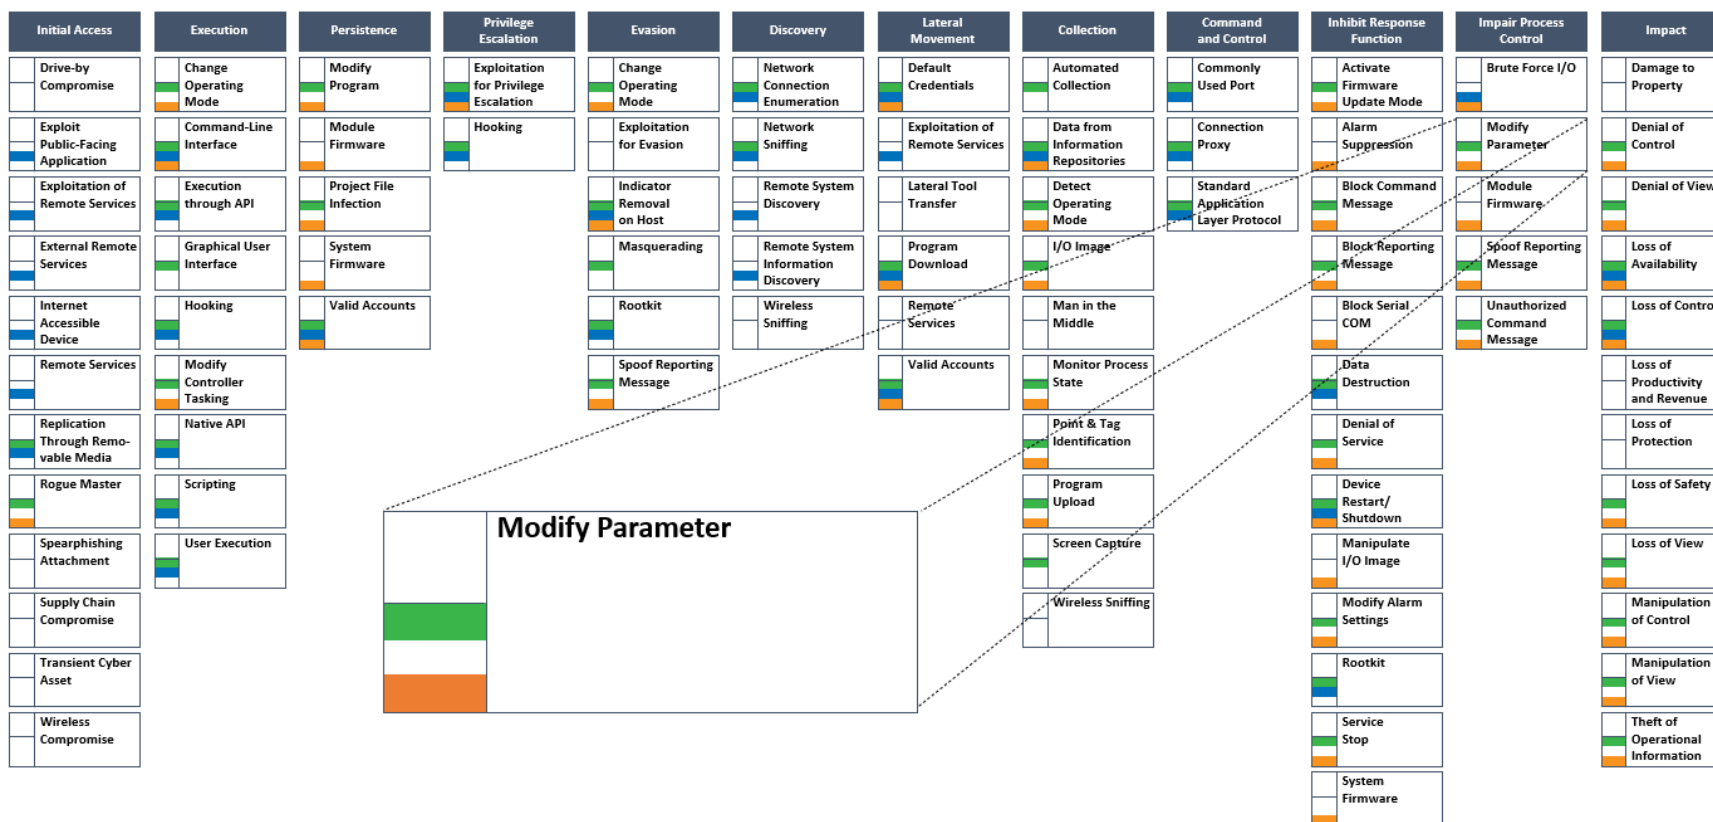 Initial Access
Drive-by
Compromise
Exploit
Public-Facing
Application
Exploitation of
Remote Services
External Remote
Services
Internet
Accessible
Device
Remote Services
Replication
Through Remo-
vable Media
Rogue Master
Spearphishing
Attachment
Supply Chain
Compromise
Transient Cyber
Asset
Wireless
Compromise
Execution
Change
Operating
Mode
Command-Line
Interface
Execution
through API
Graphical User
Interface
Hooking
Modify
Controller
Tasking
Native API
Scripting
User Execution
Persistence
Modify
Program
Module
Firmware
Project File
Infection
System
Firmware
Valid Accounts
Privilege
Escalation
Exploitation
for Privilege
Escalation
Hooking
Evasion
Change
Operating
Mode
Exploitation
for Evasion
Indicator
Removal
on Host
Masquerading
Rootkit
Spoof Reporting
Message
Discovery
Network
Connection
Enumeration
Network
Sniffing
Remote System
Discovery
Remote System
Information
Discovery
Wireless
Sniffing
Lateral
Movement
Default
Credentials
Exploitation of
Remote Services
Lateral Tool
Transfer
Program
Download
Remote
Services
Valid Accounts
Collection
Automated
Collection
Data from
Information
Repositories
Detect
Operating
Mode
I/O Image
Man in the
Middle
Monitor Process
State
Point & Tag
Identification
Program
Upload
Screen Capture
Wireless Sniffing
Command
and Control
Commonly
Used Port
Connection
Proxy
Standard
Application
Layer Protocol
Inhibit Response
Function
Activate
Firmware
Update Mode
Alarm
Suppression
Block Command
Message
Block Reporting
Message
Block Serial
COM
Data
Destruction
Denial of
Service
Device
Restart/
Shutdown
Manipulate
I/O Image
Modify Alarm
Settings
Rootkit
Service
Stop
System
Firmware
Impair Process
Control
Brute Force I/O
Modify
Parameter
Module
Firmware
Spoof Reporting
Message
Unauthorized
Command
Message
Impact
Damage to
Property
Denial of
Control
Denial of View
Loss of
Availability
Loss of Control
Loss of
Productivity
and Revenue
Loss of
Protection
Loss of Safety
Loss of View
Manipulation
of Control
Manipulation
of View
Theft of
Operational
Information
Modify Parameter